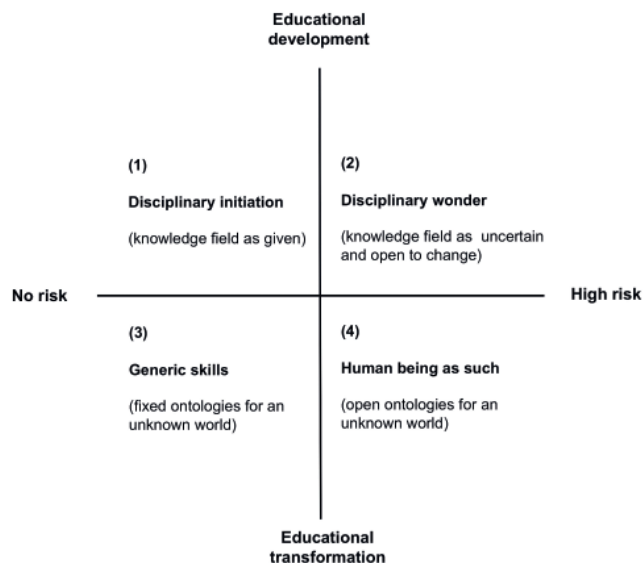 Educational
development
(1)
Disciplinary initiation
(knowledge field as given)
(2)
Disciplinary wonder
(knowledge field as uncertain
and open to change)
No risk
High risk
(3)
Generic skills
(fixed ontologies for an
unknown world)
(4)
Human being as such
(open ontologies for an
unknown world)
Educational
transformation